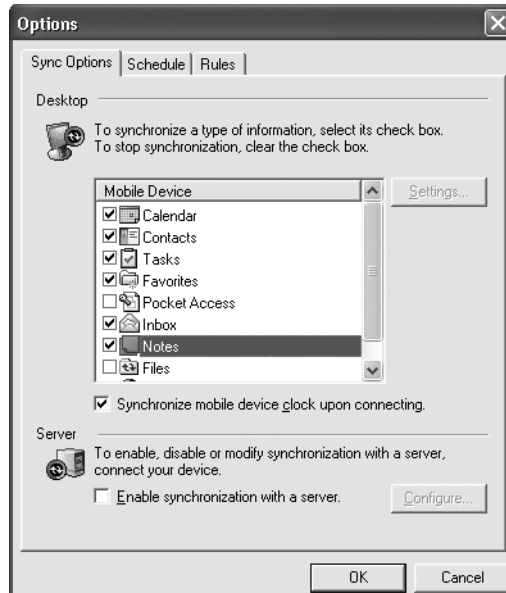 Options
Sync Options Schedule Rules
Desktop
To synchronize a type of information, select its check box.
To stop synchronization, clear the check box.
Mobile Device
Settings...
Calendar
Contacts
Tasks
Favorites
Pocket Access
Inbox
Notes
Files
Synchronize mobile device clock upon connecting.
Server
To enable, disable or modify synchronization with a server,
connect your device.
Enable synchronization with a server.
Configure...
OK Cancel